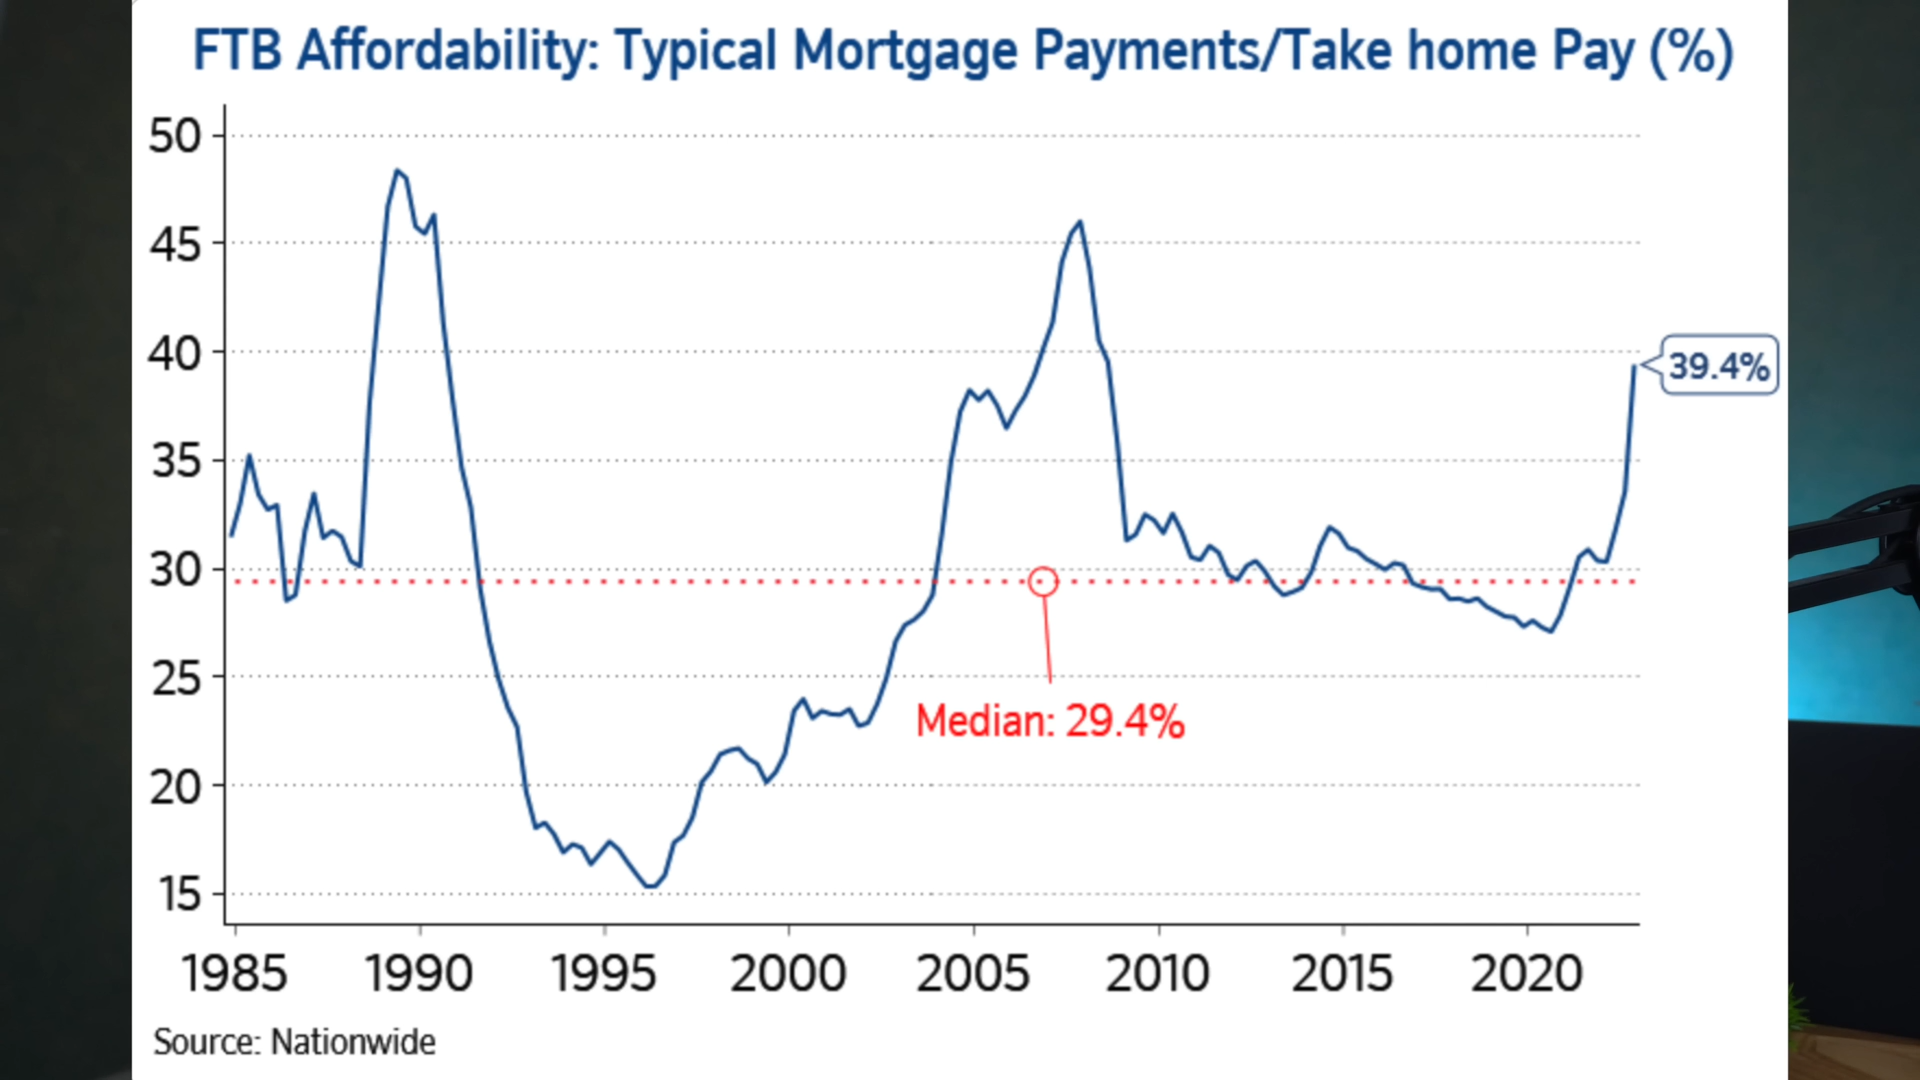 FTB Affordability: Typical Mortgage Payments/Take home Pay (%)
50
45
40
39.4%
35
30
25
Median: 29.4%
20
15
1985 1990 1995 2000 2005 2010 2015 2020
Source: Nationwide